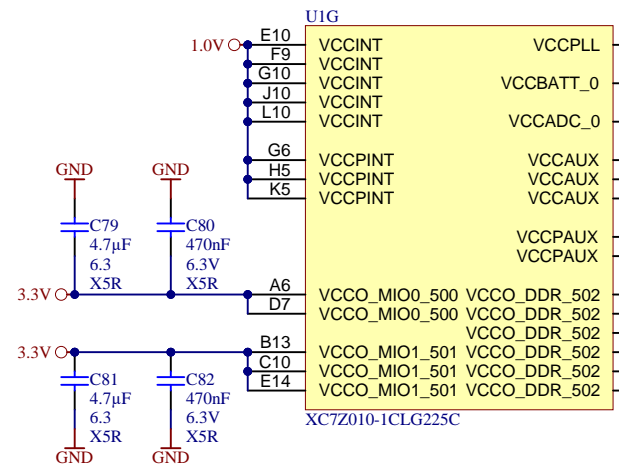 U1G
1.0V
E10 VCCINT VCCPLL
F9 VCCINT
G10 VCCINT VCCBATT_0
J10 VCCINT
L10 VCCINT VCCADC_0
G6 VCCPINT VCCAUX
H5 VCCPINT VCCAUX
K5 VCCPINT VCCAUX
VCCPAUX
VCCPAUX
GND GND
C79 C80
4.7µF 470nF
6.3 6.3V
X5R X5R
3.3V
A6 VCCO_MIO0_500 VCCO_DDR_502
D7 VCCO_MIO0_500 VCCO_DDR_502
VCCO_DDR_502
3.3V
B13 VCCO_MIO1_501 VCCO_DDR_502
C10 VCCO_MIO1_501 VCCO_DDR_502
E14 VCCO_MIO1_501 VCCO_DDR_502
C81 C82
4.7µF 470nF
6.3 6.3V
X5R X5R
GND GND
XC7Z010-1CLG225C